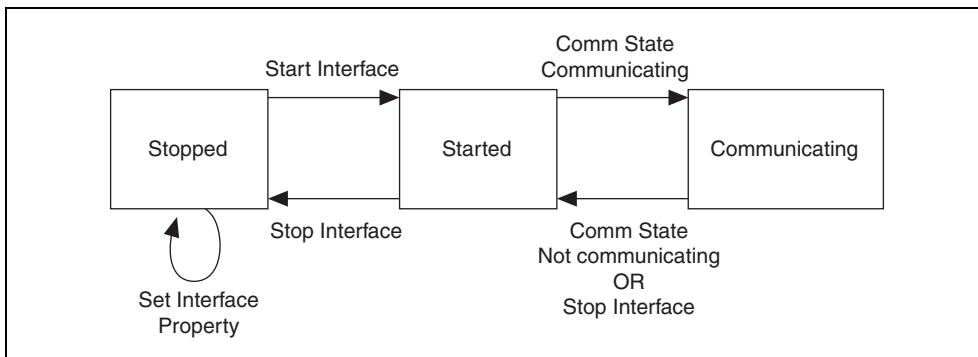 Start Interface
Comm State
Communicating
Stopped
Started
Communicating
Stop Interface
Comm State
Not communicating
OR
Stop Interface
Set Interface
Property